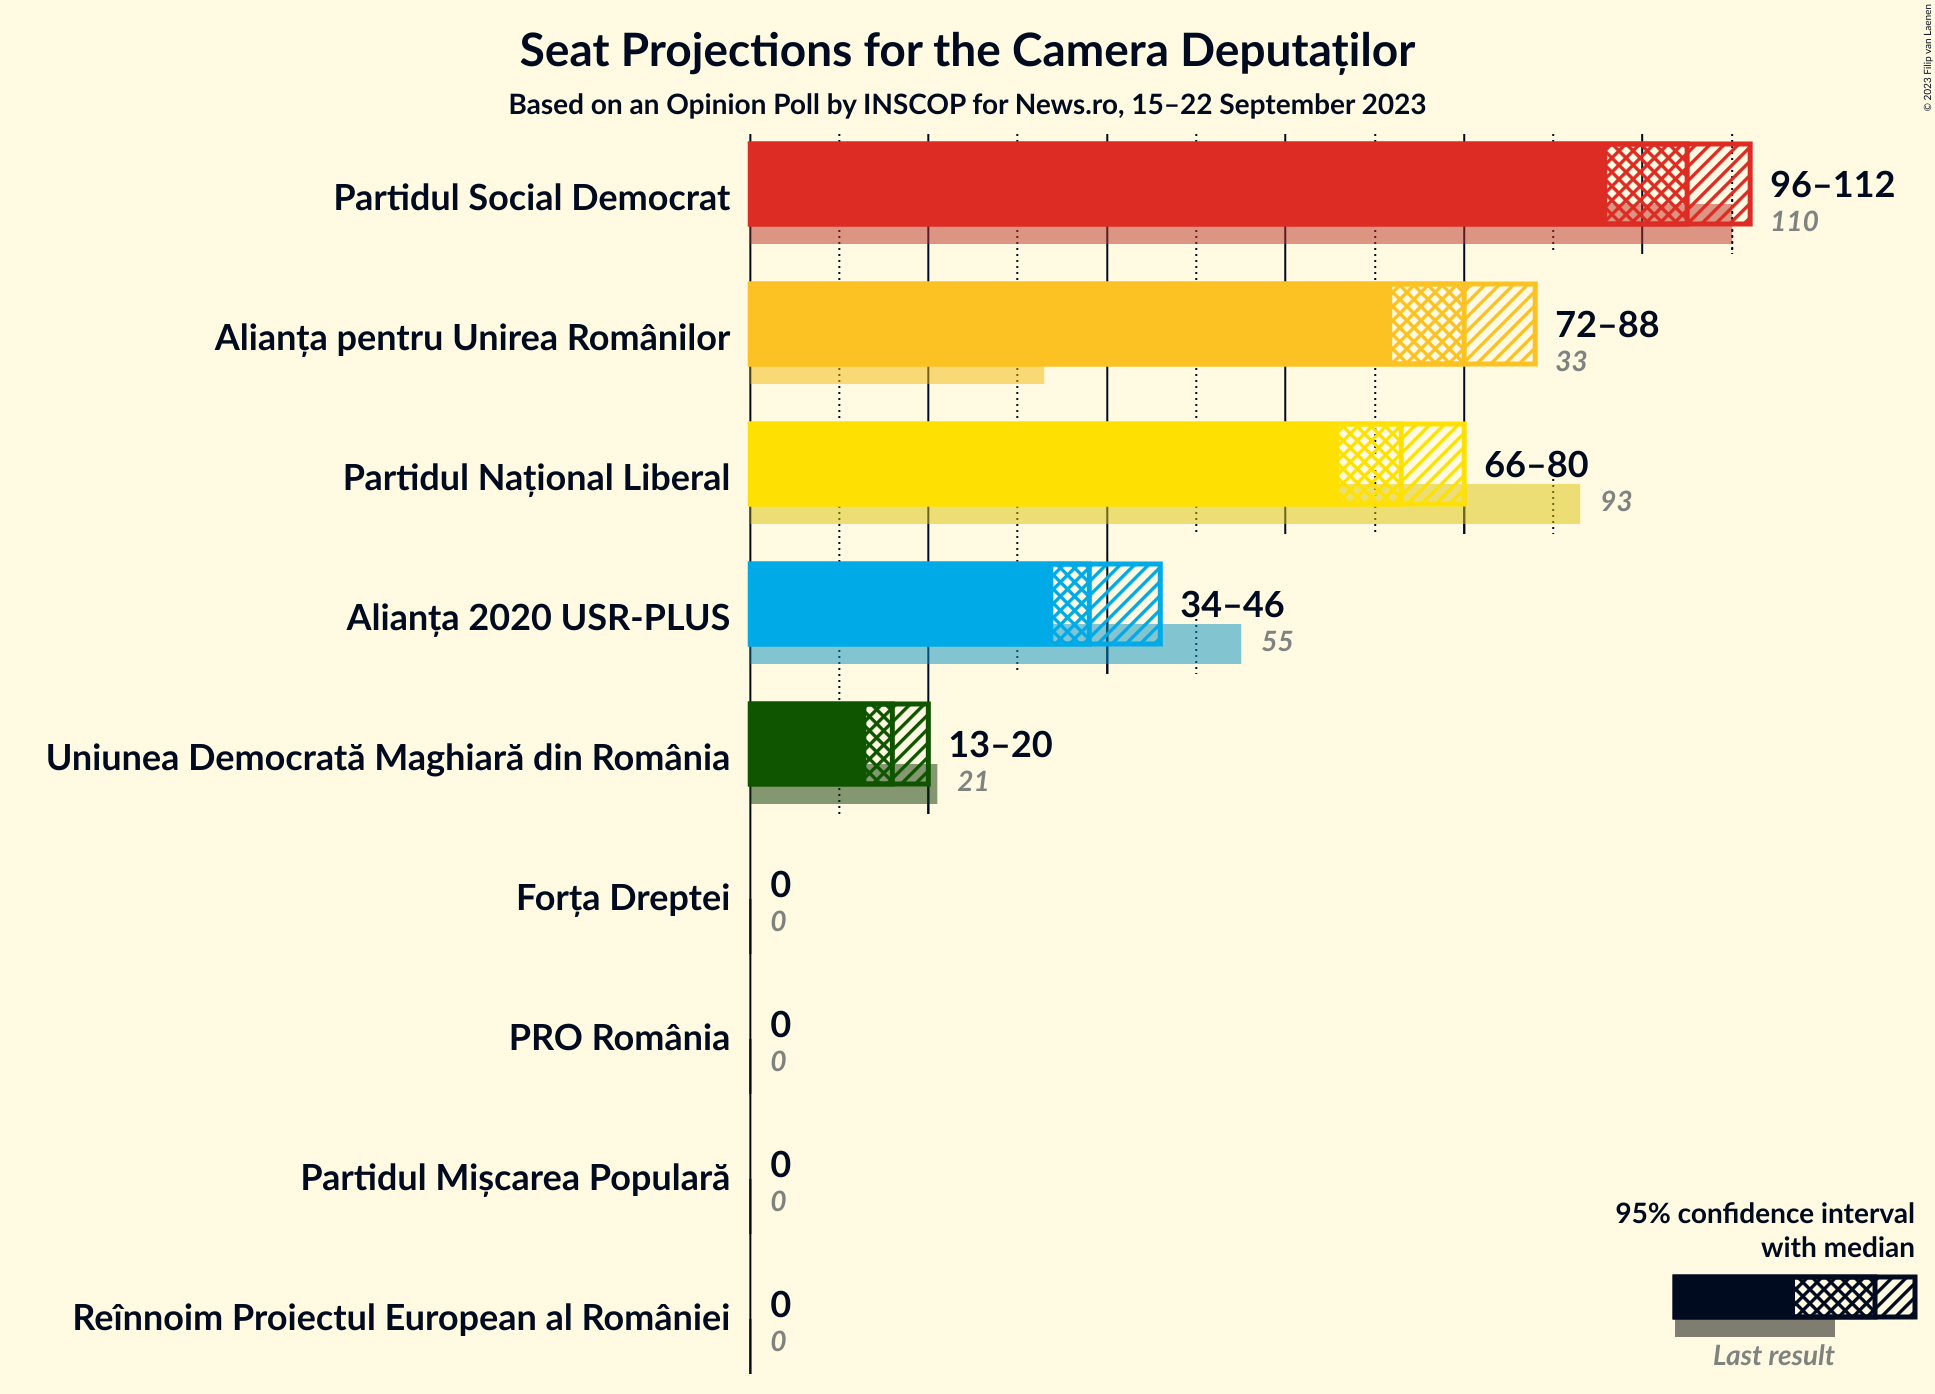 Seat Projections for the Camera Deputaților
Based on an Opinion Poll by INSCOP for News.ro, 15–22 September 2023
© 2023 Filip van Laenen
Partidul Social Democrat
96–112
110
Alianța pentru Unirea Românilor
72–88
33
Partidul Național Liberal
66–80
93
Alianța 2020 USR-PLUS
34–46
55
Uniunea Democrată Maghiară din România
13–20
21
Forța Dreptei
0
0
PRO România
0
0
Partidul Mișcarea Populară
0
0
Reînnoim Proiectul European al României
0
0
95% confidence interval
with median
Last result